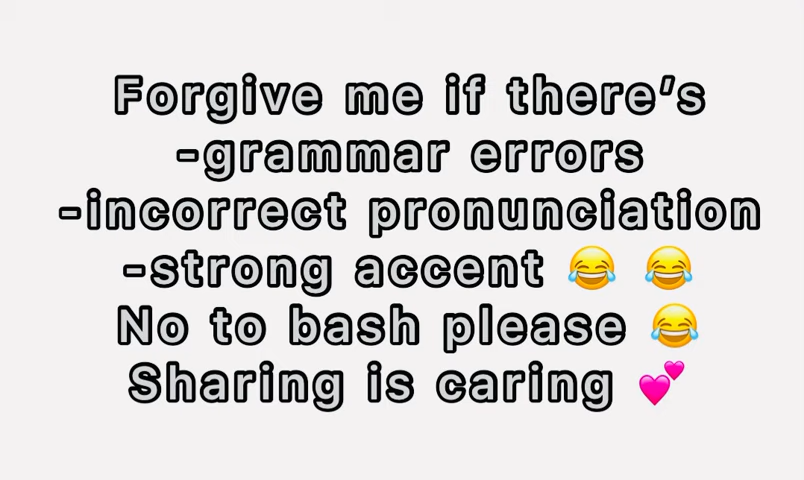 Forgive me if there’s
-grammar errors
-incorrect pronunciation
-strong accent 😂 😂
No to bash please 😂
Sharing is caring 💕